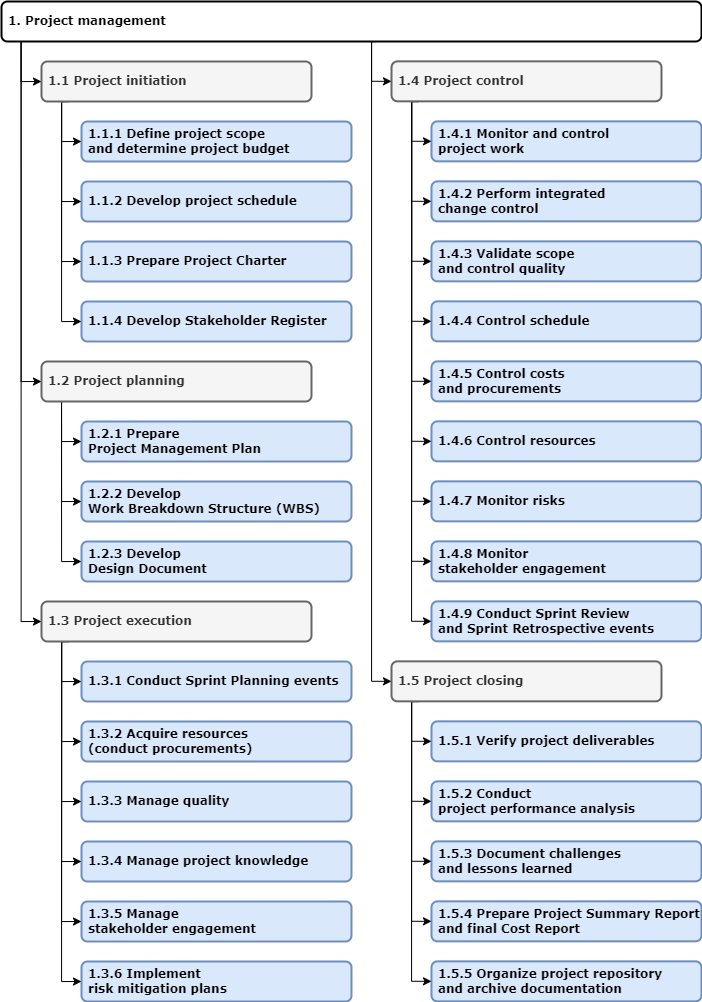 1. Project management
1.1 Project initiation
1.1.1 Define project scope
and determine project budget
1.1.2 Develop project schedule
1.1.3 Prepare Project Charter
1.1.4 Develop Stakeholder Register
1.2 Project planning
1.2.1 Prepare
Project Management Plan
1.2.2 Develop
Work Breakdown Structure (WBS)
1.2.3 Develop
Design Document
1.3 Project execution
1.3.1 Conduct Sprint Planning events
1.3.2 Acquire resources
(conduct procurements)
1.3.3 Manage quality
1.3.4 Manage project knowledge
1.3.5 Manage
stakeholder engagement
1.3.6 Implement
risk mitigation plans
1.4 Project control
1.4.1 Monitor and control
project work
1.4.2 Perform integrated
change control
1.4.3 Validate scope
and control quality
1.4.4 Control schedule
1.4.5 Control costs
and procurements
1.4.6 Control resources
1.4.7 Monitor risks
1.4.8 Monitor
stakeholder engagement
1.4.9 Conduct Sprint Review
and Sprint Retrospective events
1.5 Project closing
1.5.1 Verify project deliverables
1.5.2 Conduct
project performance analysis
1.5.3 Document challenges
and lessons learned
1.5.4 Prepare Project Summary Report
and final Cost Report
1.5.5 Organize project repository
and archive documentation